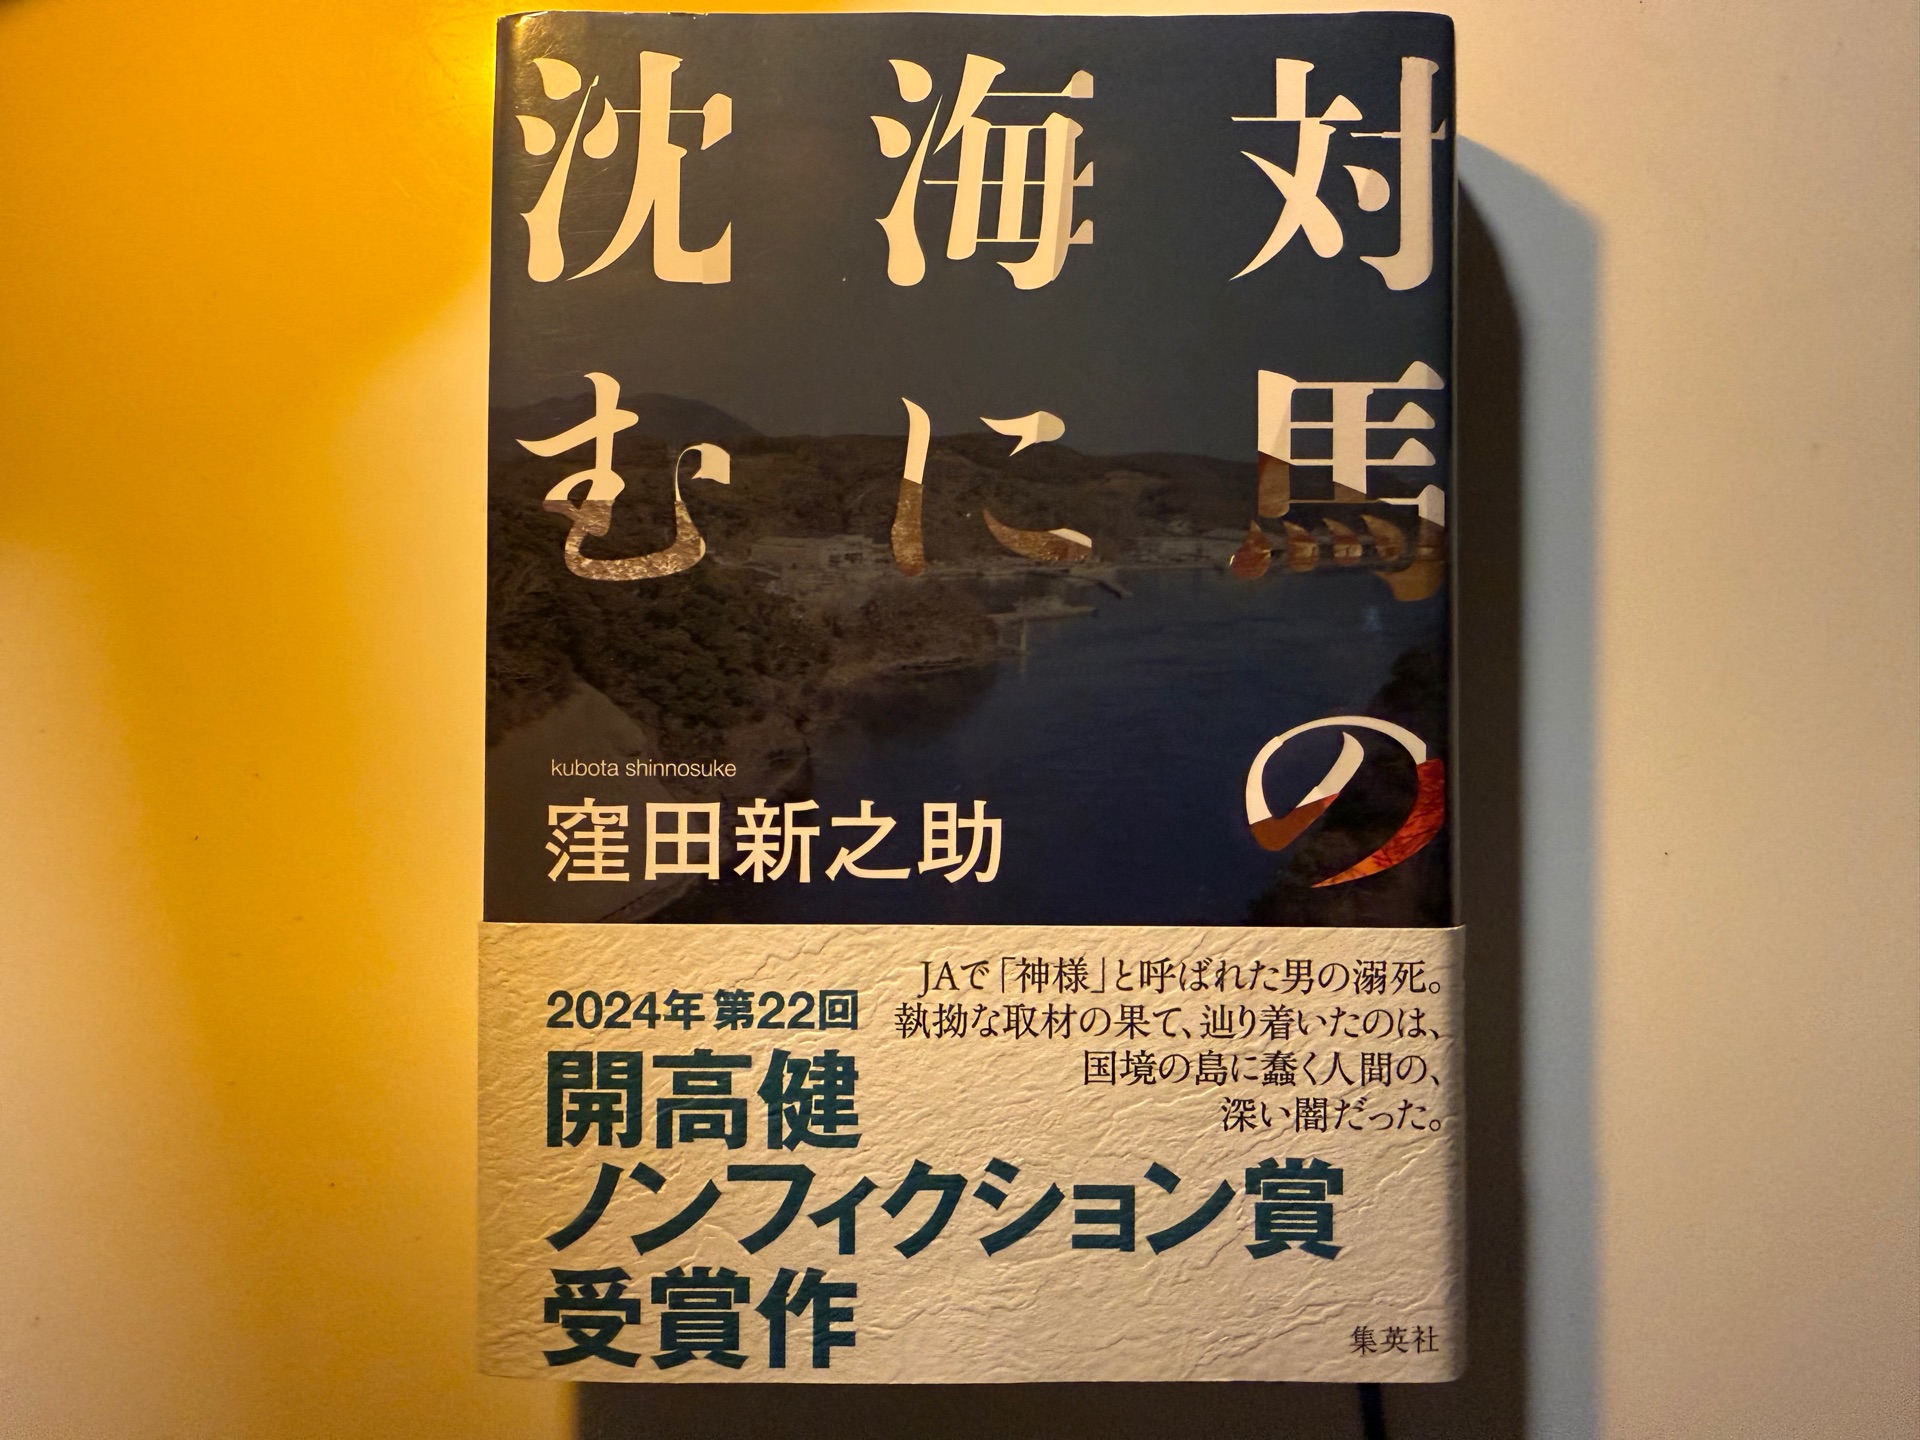 対馬の
海に
沈む
kubota shinnosuke
窪田新之助
JAで「神様」と呼ばれた男の溺死。
執拗な取材の果て、辿り着いたのは、
国境の島に蠢く人間の、
深い闇だった。
2024年 第22回
開高健
ノンフィクション賞
受賞作
集英社